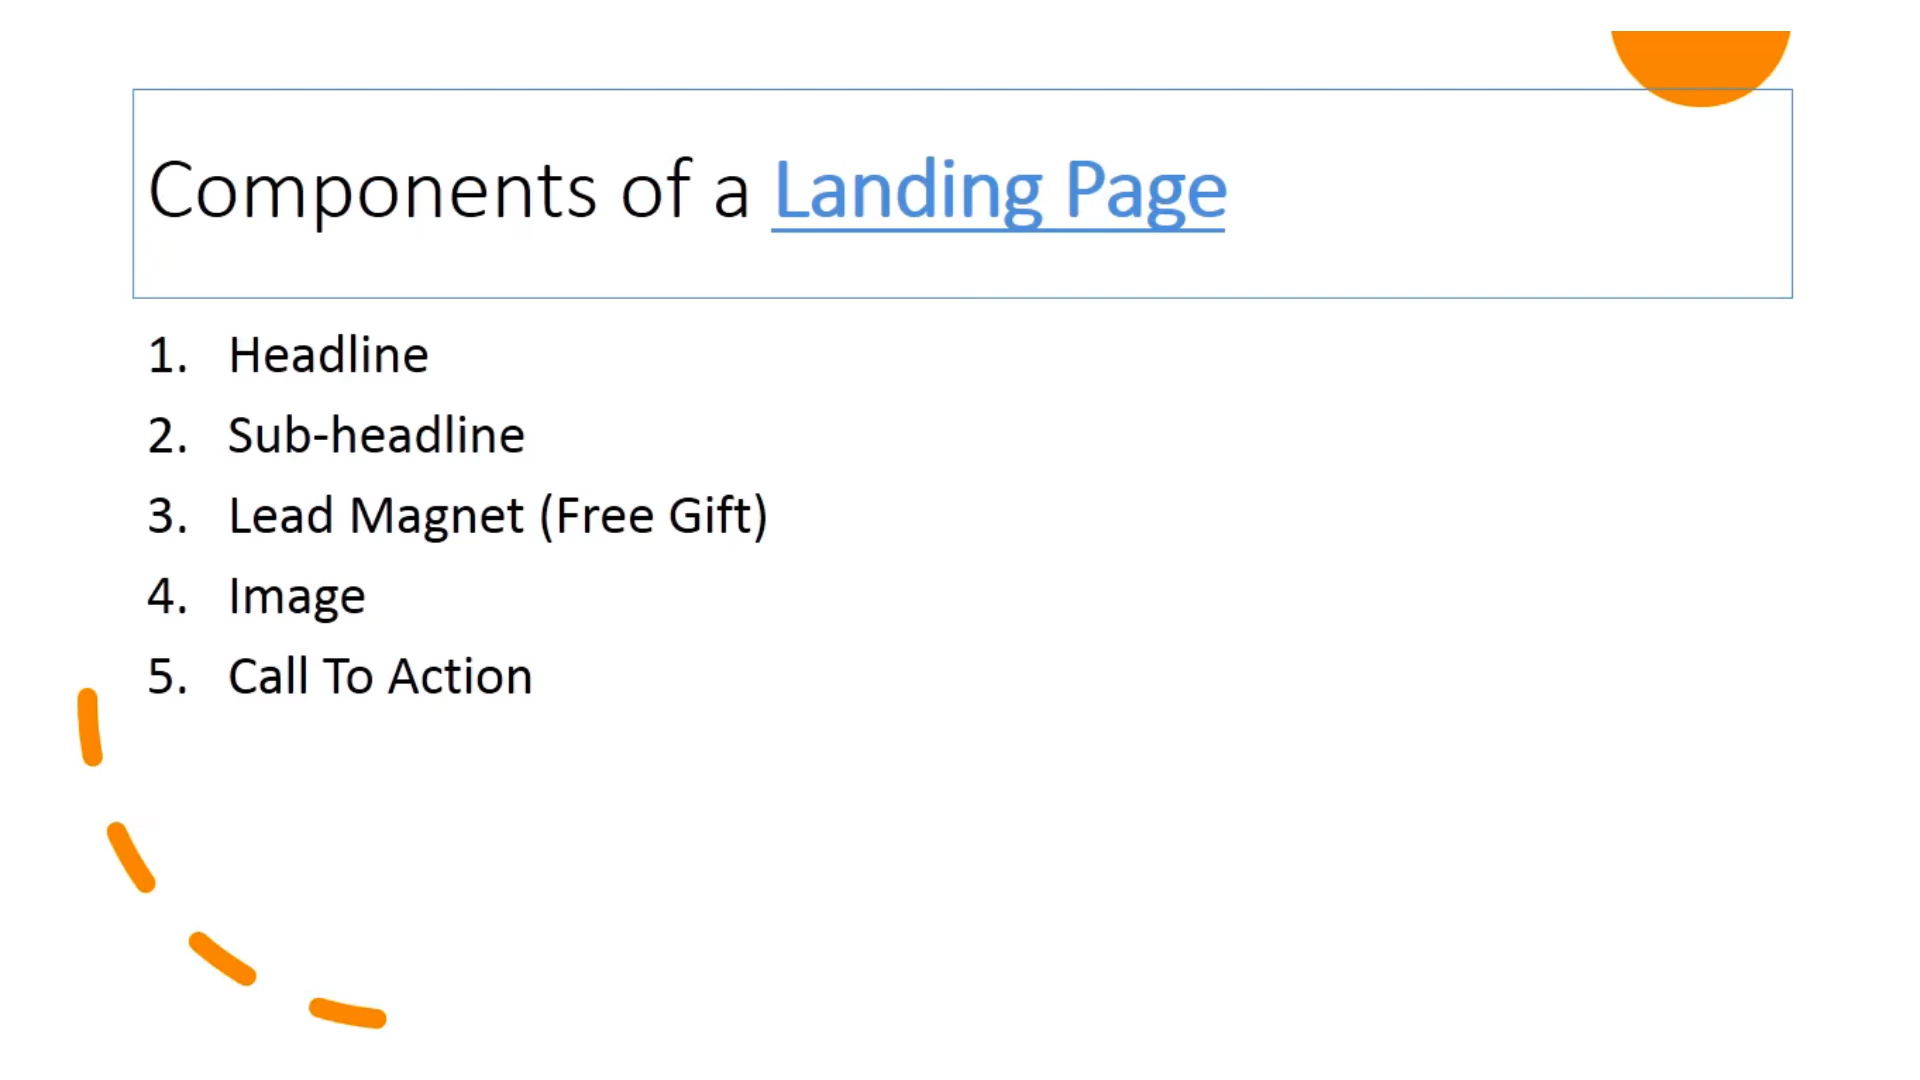 Components of a Landing Page
1. Headline
2. Sub-headline
3. Lead Magnet (Free Gift)
4. Image
5. Call To Action